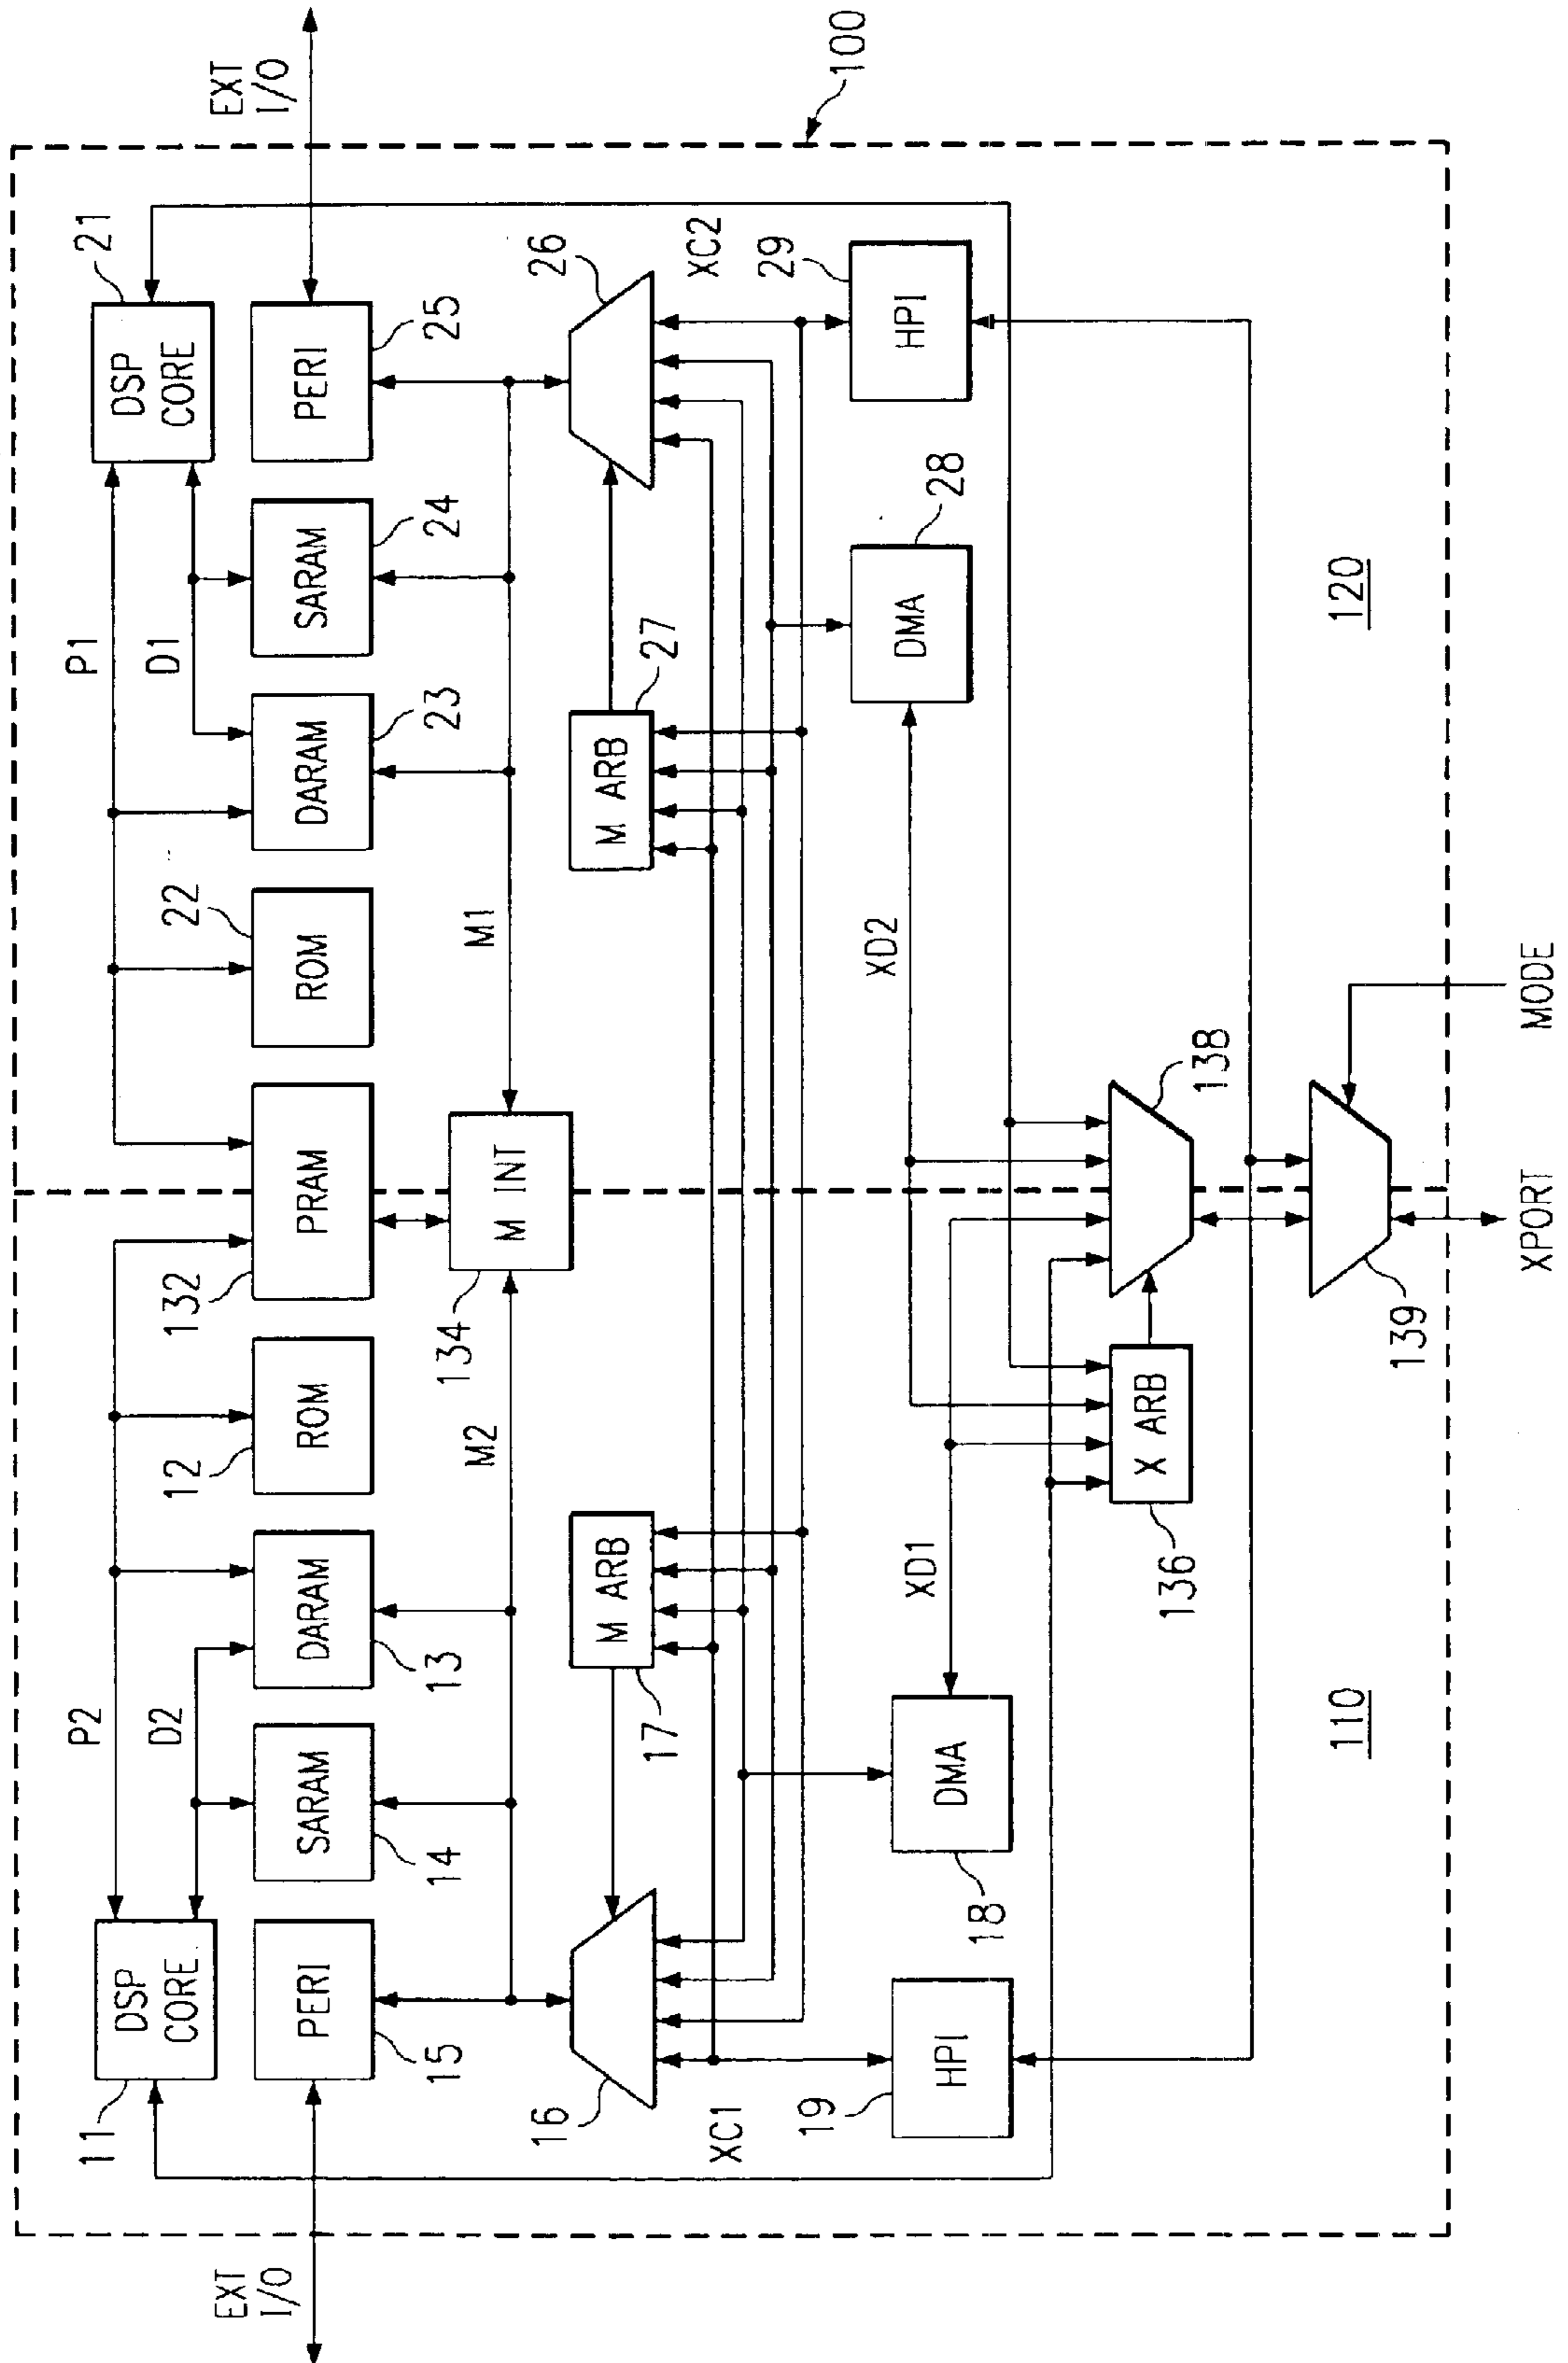 EXT
I/O
EXT
I/O
100
11
DSP
CORE
P2
D2
P1
D1
DSP
CORE
21
PERI
15
SARAM
14
DARAM
13
ROM
12
PRAM
132
ROM
22
DARAM
23
SARAM
24
PERI
25
M2
M INT
134
M1
16
M ARB
17
M ARB
27
26
XC1
XC2
HPI
19
DMA
18
XD1
XD2
DMA
28
HPI
29
X ARB
136
138
139
110
120
XPORT
MODE